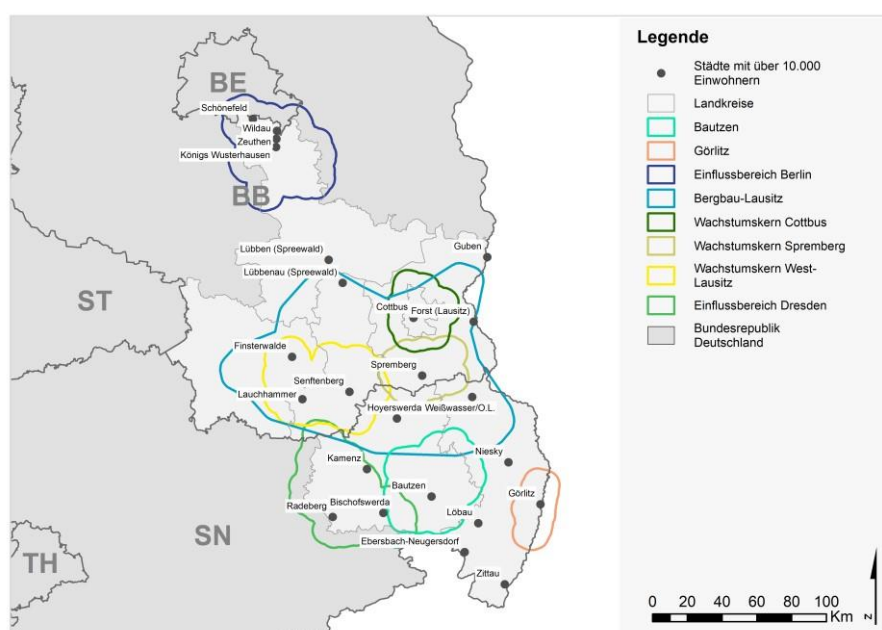 BE
Schönefeld
Wildau
Zeuthen
Königs Wusterhausen
BB
Lübben (Spreewald)
Guben
Lübbenau (Spreewald)
ST
Cottbus
Forst (Lausitz)
Finsterwalde
Spremberg
Senftenberg
Lauchhammer
Hoyerswerda
Weißwasser/O.L.
Niesky
Kamenz
Bautzen
Görlitz
Radeberg
Bischofswerda
Löbau
SN
Ebersbach-Neugersdorf
TH
Zittau
Legende
Städte mit über 10.000
Einwohnern
Landkreise
Bautzen
Görlitz
Einflussbereich Berlin
Bergbau-Lausitz
Wachstumskern Cottbus
Wachstumskern Spremberg
Wachstumskern West-
Lausitz
Einflussbereich Dresden
Bundesrepublik
Deutschland
0 20 40 60 80 100
Km
N